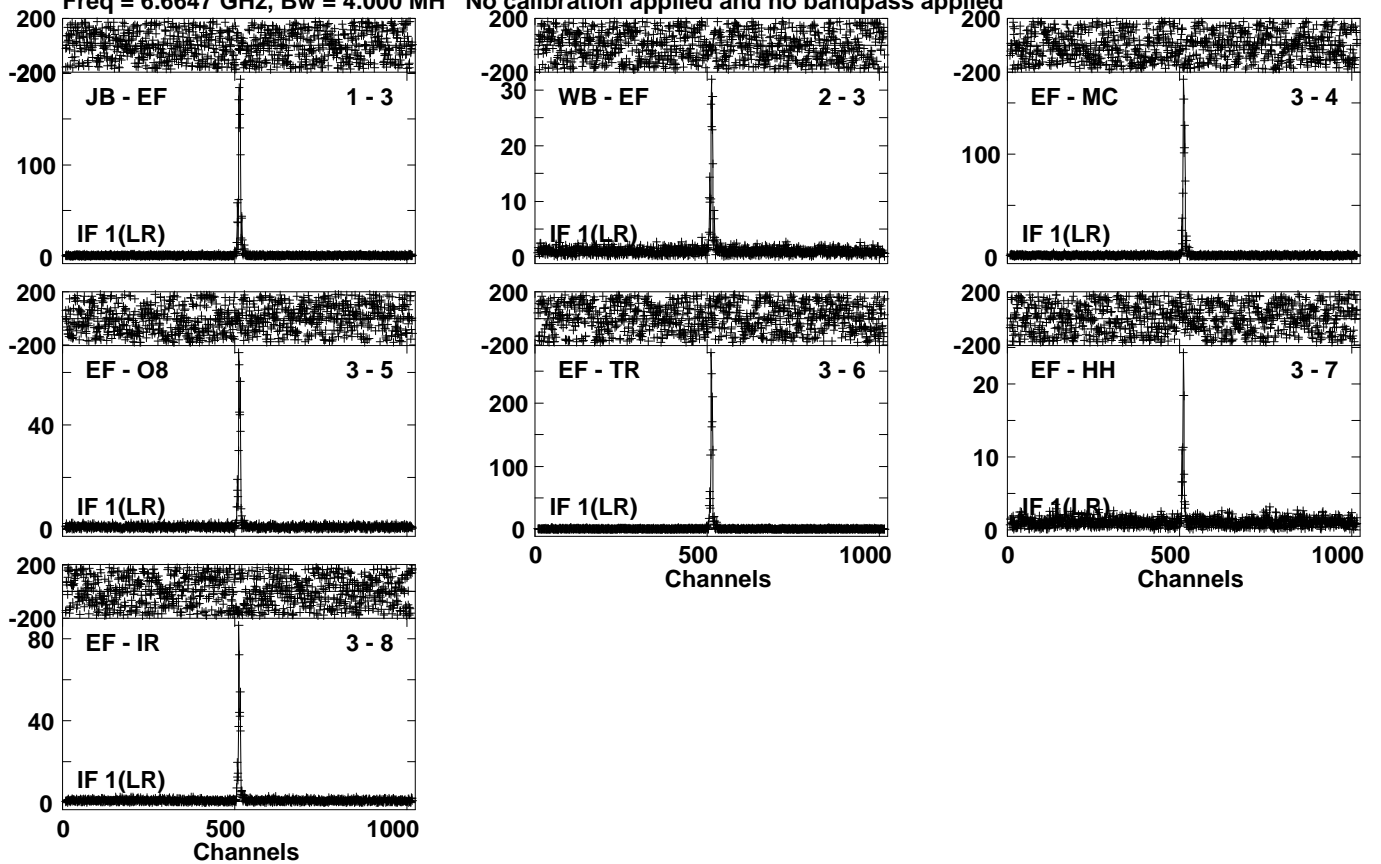 Freq = 6.6647 GHz, Bw = 4.000 MH No calibration applied and no bandpass applied
200
-200
JB - EF 1 - 3
100
IF 1(LR)
0
200
-200
30
WB - EF 2 - 3
20
10
IF 1(LR)
0
200
-200
EF - MC 3 - 4
100
IF 1(LR)
0
200
-200
EF - O8 3 - 5
40
IF 1(LR)
0
200
-200
EF - TR 3 - 6
200
100
IF 1(LR)
0
0 500 1000
Channels
200
-200
EF - HH 3 - 7
20
10
IF 1(LR)
0
0 500 1000
Channels
200
-200
80
EF - IR 3 - 8
40
IF 1(LR)
0
0 500 1000
Channels